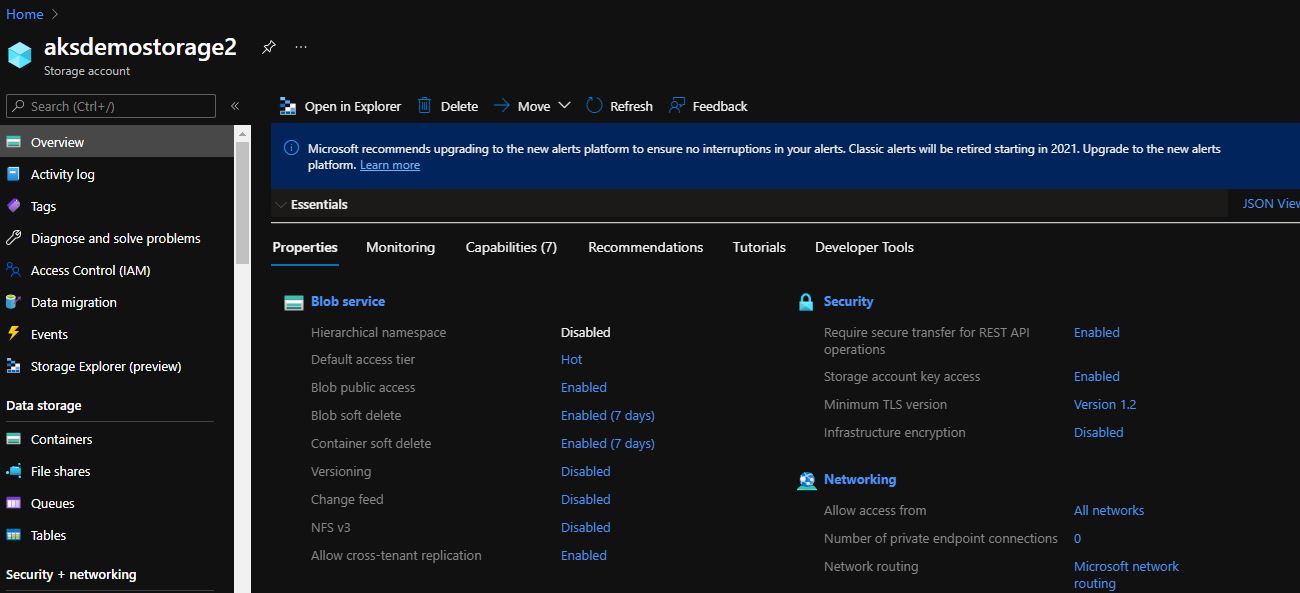 Home
aksdemostorage2
...
Storage account
Search (Ctrl+/)
«
Overview
Activity log
Tags
Diagnose and solve problems
Access Control (IAM)
Data migration
Events
Storage Explorer (preview)
Data storage
Containers
File shares
Queues
Tables
Security + networking
Open in Explorer
Delete
Move
Refresh
Feedback
Microsoft recommends upgrading to the new alerts platform to ensure no interruptions in your alerts. Classic alerts will be retired starting in 2021. Upgrade to the new alerts
platform. Learn more
Essentials
JSON View
Properties
Monitoring
Capabilities (7)
Recommendations
Tutorials
Developer Tools
Blob service
Hierarchical namespace Disabled
Default access tier Hot
Blob public access Enabled
Blob soft delete Enabled (7 days)
Container soft delete Enabled (7 days)
Versioning Disabled
Change feed Disabled
NFS v3 Disabled
Allow cross-tenant replication Enabled
Security
Require secure transfer for REST API Enabled
operations
Storage account key access Enabled
Minimum TLS version Version 1.2
Infrastructure encryption Disabled
Networking
Allow access from All networks
Number of private endpoint connections 0
Network routing Microsoft network
routing